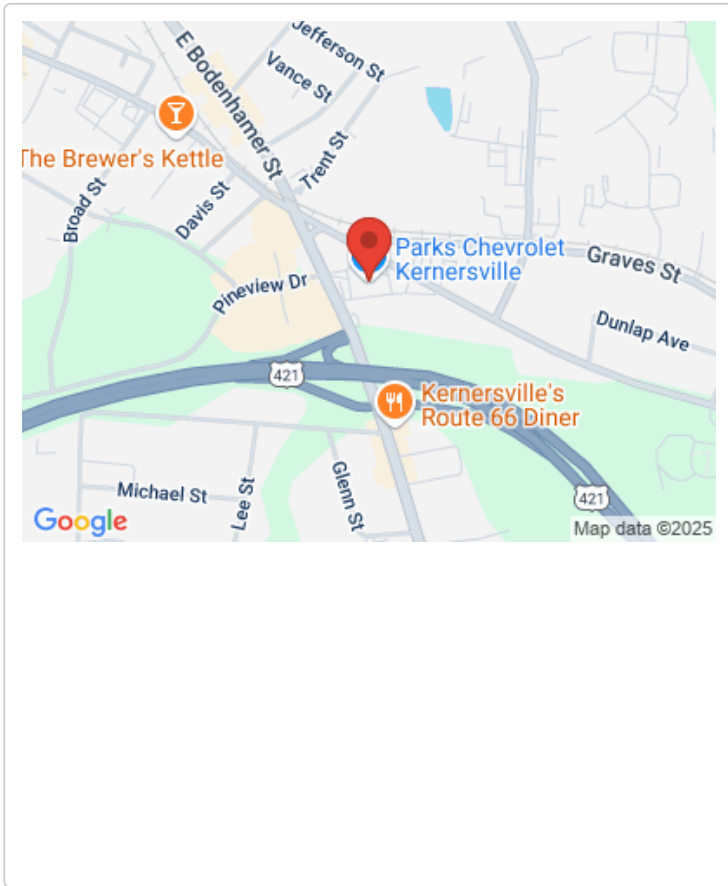 Jefferson St
E Bodenhamer St
Vance St
The Brewer's Kettle
Trent St
Broad St
Davis St
Parks Chevrolet
Kernersville
Graves St
Pineview Dr
Dunlap Ave
421
Kernersville's
Route 66 Diner
Michael St
Lee St
Glenn St
421
Google
Map data ©2025